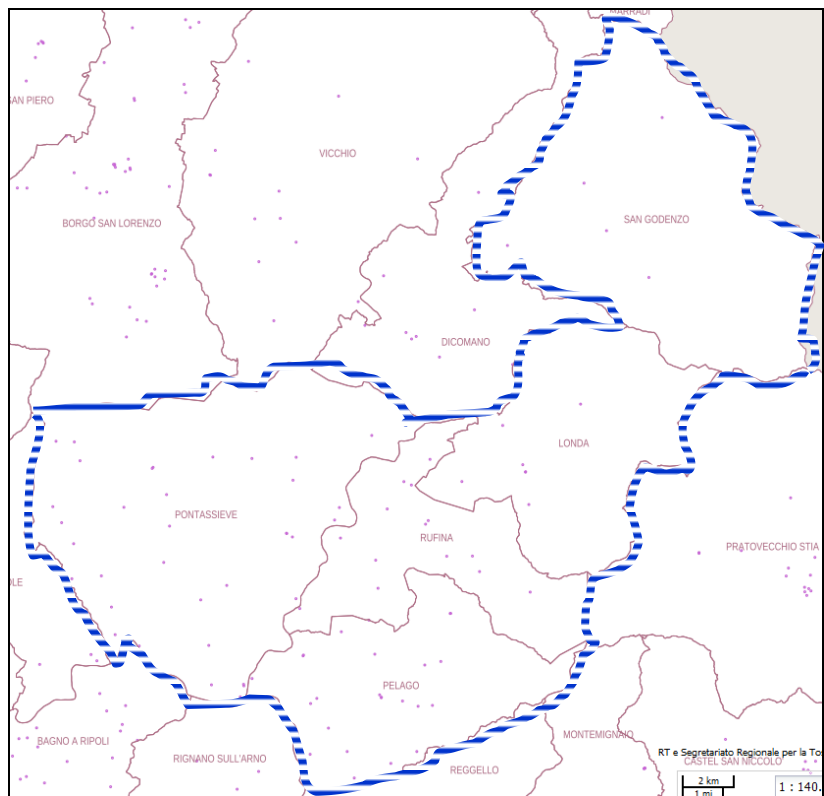 MARRADI
SAN PIERO
VICCHIO
BORGO SAN LORENZO
SAN GODENZO
DICOMANO
LONDA
PONTASSIEVE
RUFINA
PRATOVECCHIO STIA
OLE
PELAGO
BAGNO A RIPOLI
RIGNANO SULL'ARNO
MONTEMIGNAIO
REGGELLO
RT e Segretariato Regionale per la To
CASTEL SAN NICCOLO
2 km
1 mi
1 : 140.